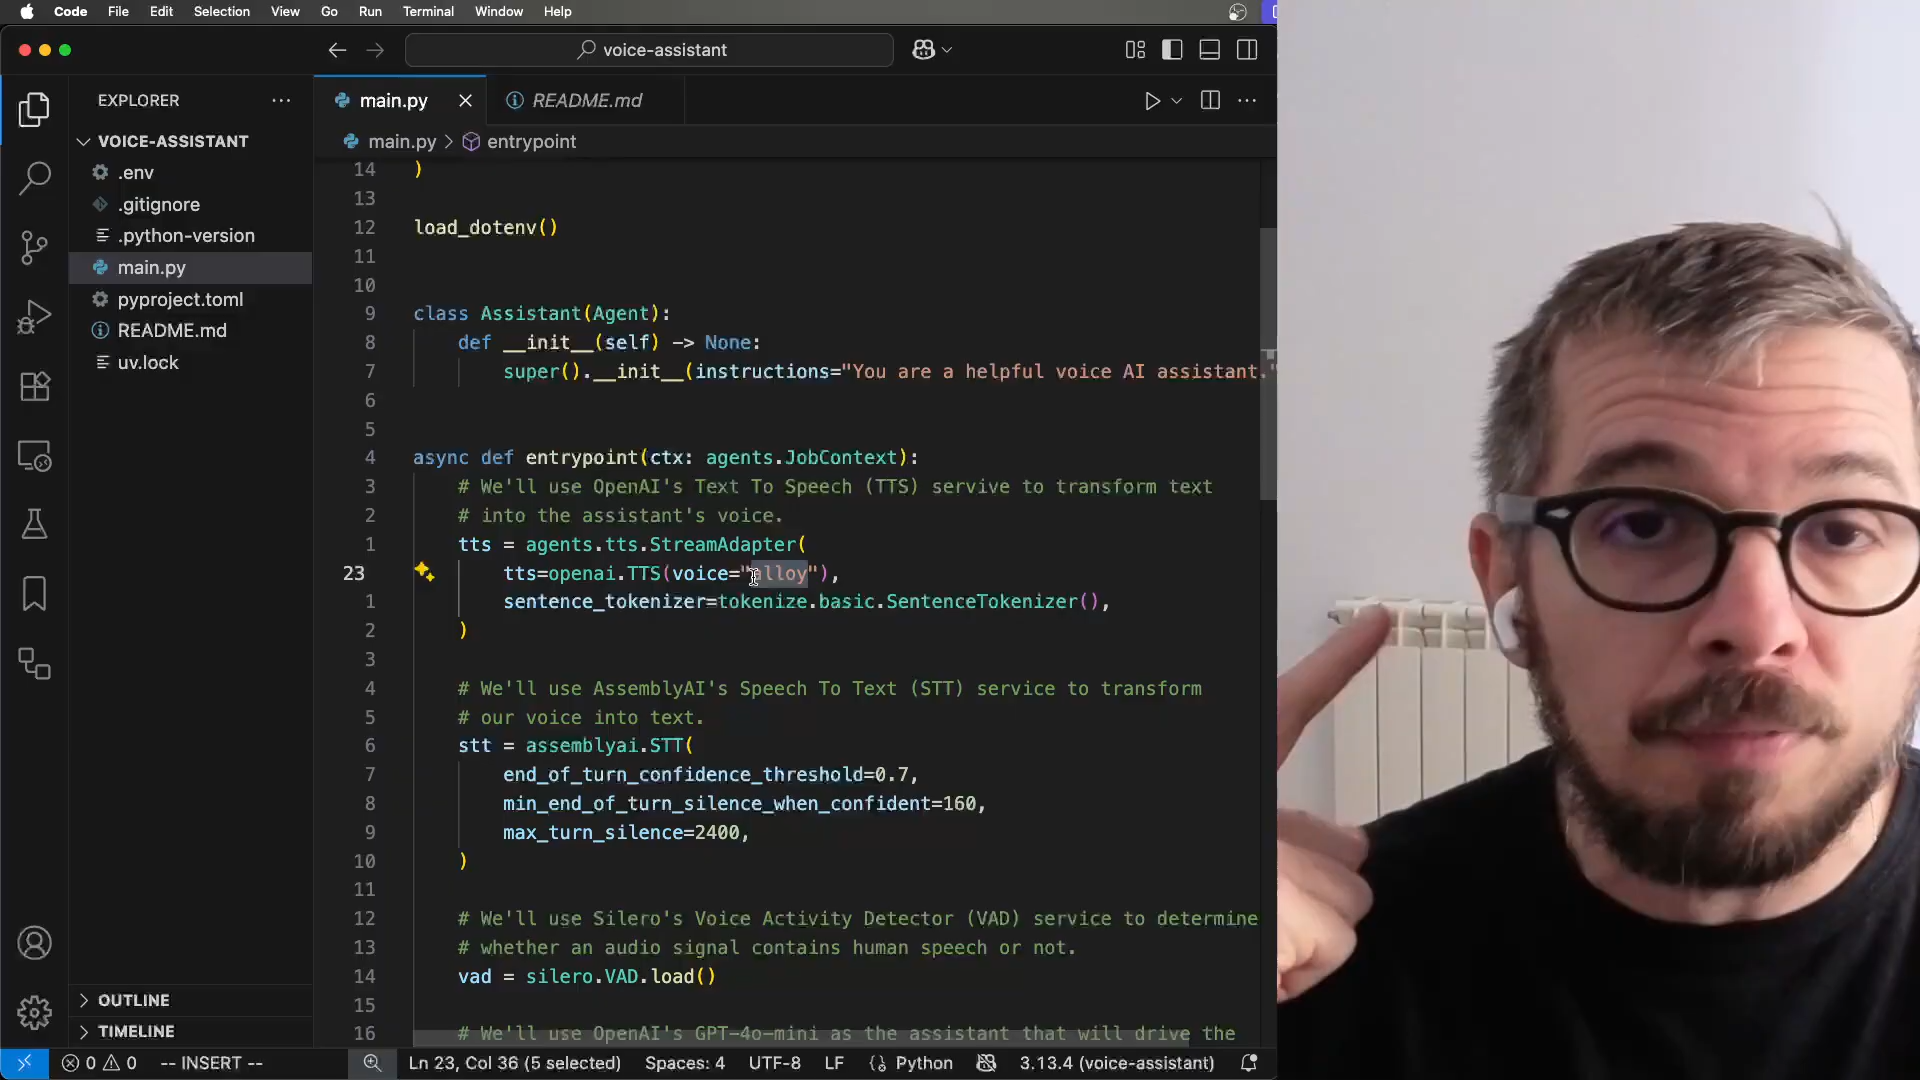 Code File Edit Selection View Go Run Terminal Window Help
voice-assistant
EXPLORER
VOICE-ASSISTANT
.env
.gitignore
.python-version
main.py
pyproject.toml
README.md
uv.lock
OUTLINE
TIMELINE
main.py README.md
main.py > entrypoint
14 )
13
12 load_dotenv()
11
10
9 class Assistant(Agent):
8 def __init__(self) -> None:
7 super().__init__(instructions="You are a helpful voice AI assistant."
6
5
4 async def entrypoint(ctx: agents.JobContext):
3 # We'll use OpenAI's Text To Speech (TTS) servive to transform text
2 # into the assistant's voice.
1 tts = agents.tts.StreamAdapter(
23 tts=openai.TTS(voice="alloy"),
1 sentence_tokenizer=tokenize.basic.SentenceTokenizer(),
2 )
3
4 # We'll use AssemblyAI's Speech To Text (STT) service to transform
5 # our voice into text.
6 stt = assemblyai.STT(
7 end_of_turn_confidence_threshold=0.7,
8 min_end_of_turn_silence_when_confident=160,
9 max_turn_silence=2400,
10 )
11
12 # We'll use Silero's Voice Activity Detector (VAD) service to determine
13 # whether an audio signal contains human speech or not.
14 vad = silero.VAD.load()
15
16 # We'll use OpenAI's GPT-4o-mini as the assistant that will drive the
0 0 -- INSERT -- Ln 23, Col 36 (5 selected) Spaces: 4 UTF-8 LF {} Python 3.13.4 (voice-assistant)